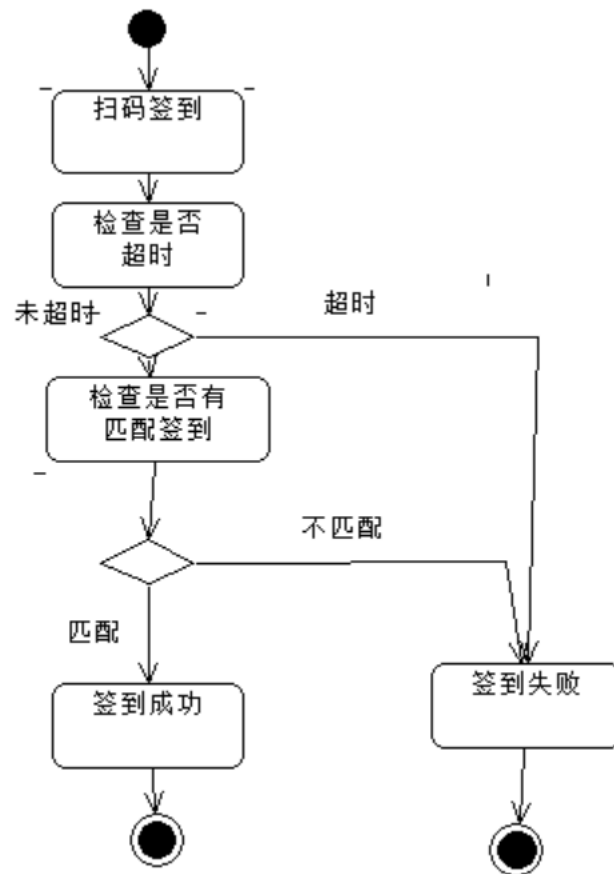 扫码签到
检查是否
超时
未超时
超时
检查是否有
匹配签到
不匹配
匹配
签到成功
签到失败